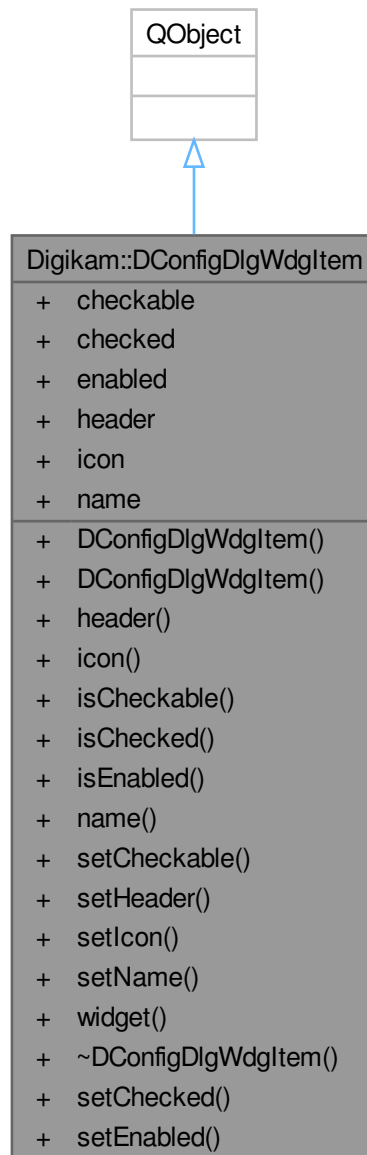 QObject
Digikam::DConfigDlgWdgItem
+ checkable
+ checked
+ enabled
+ header
+ icon
+ name
+ DConfigDlgWdgItem()
+ DConfigDlgWdgItem()
+ header()
+ icon()
+ isCheckable()
+ isChecked()
+ isEnabled()
+ name()
+ setCheckable()
+ setHeader()
+ setIcon()
+ setName()
+ widget()
+ ~DConfigDlgWdgItem()
+ setChecked()
+ setEnabled()